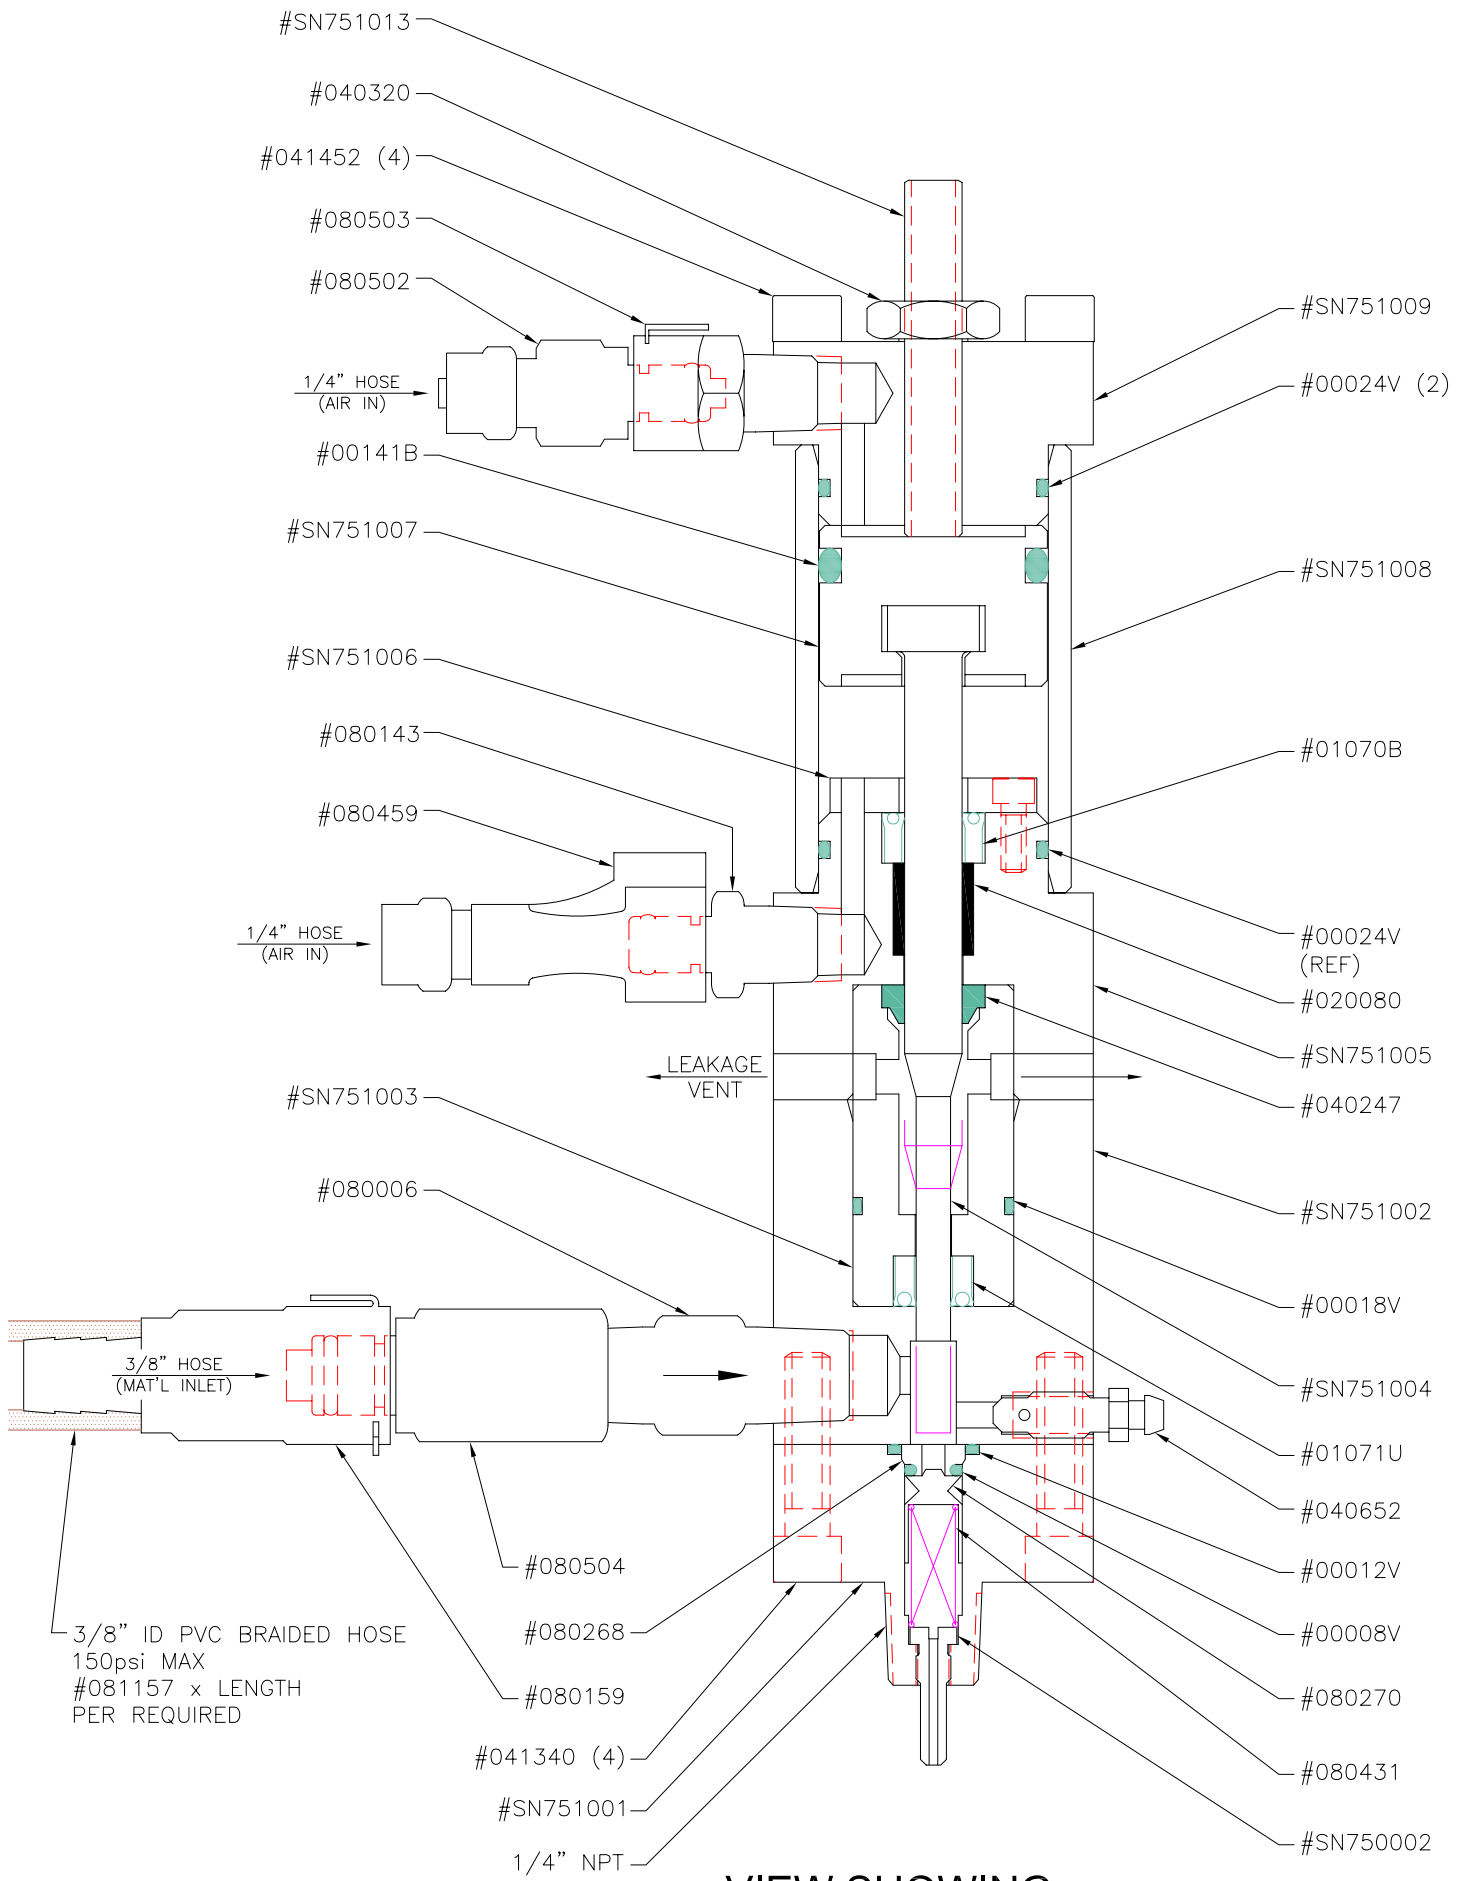 #SN751013
#040320
#041452 (4)
#080503
#080502
1/4” HOSE
(AIR IN)
#00141B
#SN751007
#SN751006
#080143
#080459
1/4” HOSE
(AIR IN)
LEAKAGE
VENT
#SN751003
#080006
3/8” HOSE
(MAT'L INLET)
3/8” ID PVC BRAIDED HOSE
150psi MAX
#081157 x LENGTH
PER REQUIRED
#080504
#080268
#080159
#041340 (4)
#SN751001
1/4” NPT
#SN751009
#00024V (2)
#SN751008
#01070B
#00024V
(REF)
#020080
#SN751005
#040247
#SN751002
#00018V
#SN751004
#01071U
#040652
#00012V
#00008V
#080270
#080431
#SN750002
VIEW SHOWING